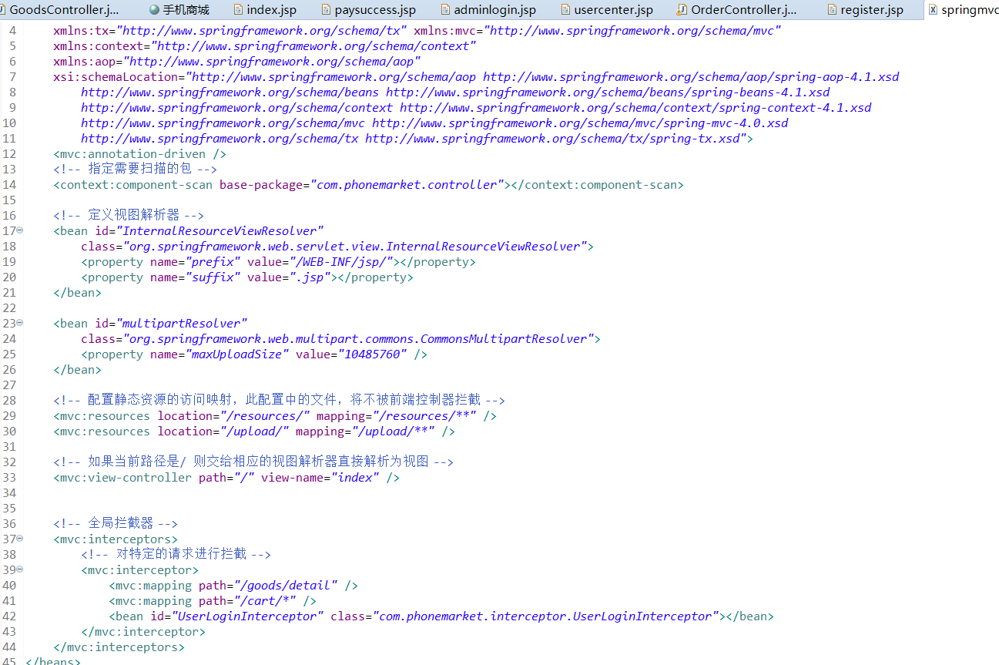 GoodsController.j... 手机商城 index.jsp paysuccess.jsp adminlogin.jsp usercenter.jsp OrderController.j... register.jsp springmvc
4 xmlns:tx="http://www.springframework.org/schema/tx" xmlns:mvc="http://www.springframework.org/schema/mvc"
5 xmlns:context="http://www.springframework.org/schema/context"
6 xmlns:aop="http://www.springframework.org/schema/aop"
7 xsi:schemaLocation="http://www.springframework.org/schema/aop http://www.springframework.org/schema/aop/spring-aop-4.1.xsd
8 http://www.springframework.org/schema/beans http://www.springframework.org/schema/beans/spring-beans-4.1.xsd
9 http://www.springframework.org/schema/context http://www.springframework.org/schema/context/spring-context-4.1.xsd
10 http://www.springframework.org/schema/mvc http://www.springframework.org/schema/mvc/spring-mvc-4.0.xsd
11 http://www.springframework.org/schema/tx http://www.springframework.org/schema/tx/spring-tx.xsd">
12 <mvc:annotation-driven />
13 <!-- 指定需要扫描的包 -->
14 <context:component-scan base-package="com.phonemarket.controller"></context:component-scan>
15
16 <!-- 定义视图解析器 -->
17 <bean id="InternalResourceViewResolver"
18 class="org.springframework.web.servlet.view.InternalResourceViewResolver">
19 <property name="prefix" value="/WEB-INF/jsp/"></property>
20 <property name="suffix" value=".jsp"></property>
21 </bean>
22
23 <bean id="multipartResolver"
24 class="org.springframework.web.multipart.commons.CommonsMultipartResolver">
25 <property name="maxUploadSize" value="10485760" />
26 </bean>
27
28 <!-- 配置静态资源的访问映射，此配置中的文件，将不被前端控制器拦截 -->
29 <mvc:resources location="/resources/" mapping="/resources/**" />
30 <mvc:resources location="/upload/" mapping="/upload/**" />
31
32 <!-- 如果当前路径是/ 则交给相应的视图解析器直接解析为视图 -->
33 <mvc:view-controller path="/" view-name="index" />
34
35
36 <!-- 全局拦截器 -->
37 <mvc:interceptors>
38 <!-- 对特定的请求进行拦截 -->
39 <mvc:interceptor>
40 <mvc:mapping path="/goods/detail" />
41 <mvc:mapping path="/cart/*" />
42 <bean id="UserLoginInterceptor" class="com.phonemarket.interceptor.UserLoginInterceptor"></bean>
43 </mvc:interceptor>
44 </mvc:interceptors>
45 </beans>